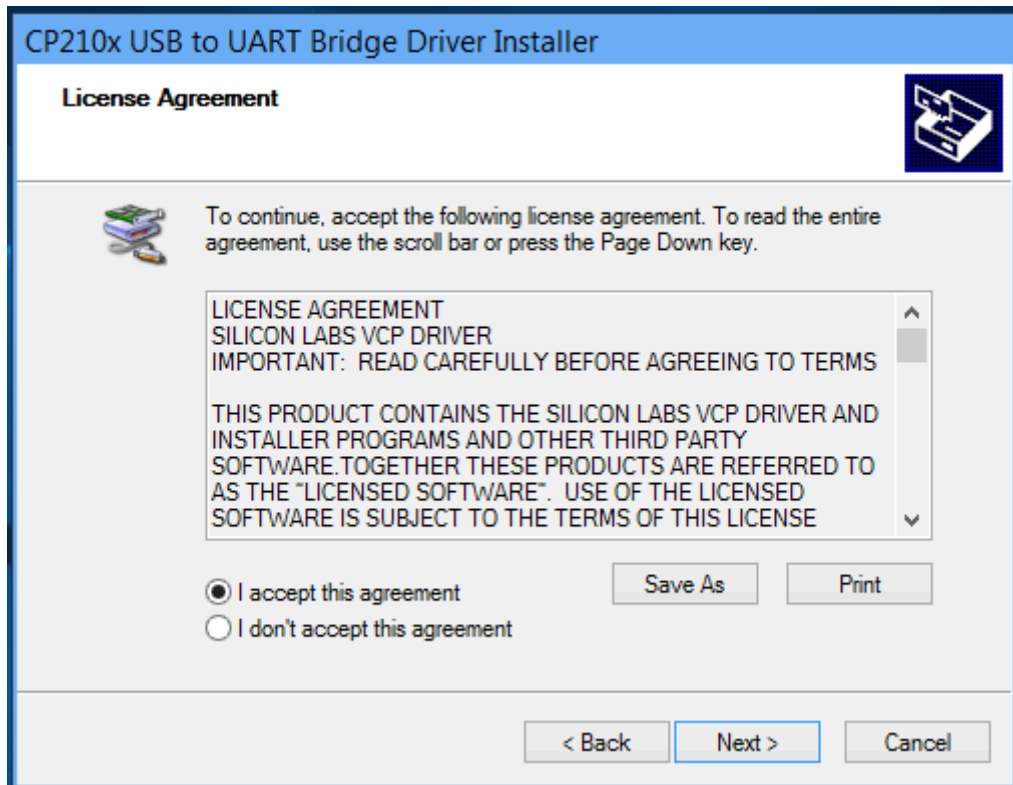 CP210x USB to UART Bridge Driver Installer
License Agreement
To continue, accept the following license agreement. To read the entire
agreement, use the scroll bar or press the Page Down key.
LICENSE AGREEMENT
SILICON LABS VCP DRIVER
IMPORTANT:  READ CAREFULLY BEFORE AGREEING TO TERMS
THIS PRODUCT CONTAINS THE SILICON LABS VCP DRIVER AND
INSTALLER PROGRAMS AND OTHER THIRD PARTY
SOFTWARE.TOGETHER THESE PRODUCTS ARE REFERRED TO
AS THE "LICENSED SOFTWARE".  USE OF THE LICENSED
SOFTWARE IS SUBJECT TO THE TERMS OF THIS LICENSE
I accept this agreement
Save As
Print
I don't accept this agreement
< Back
Next >
Cancel